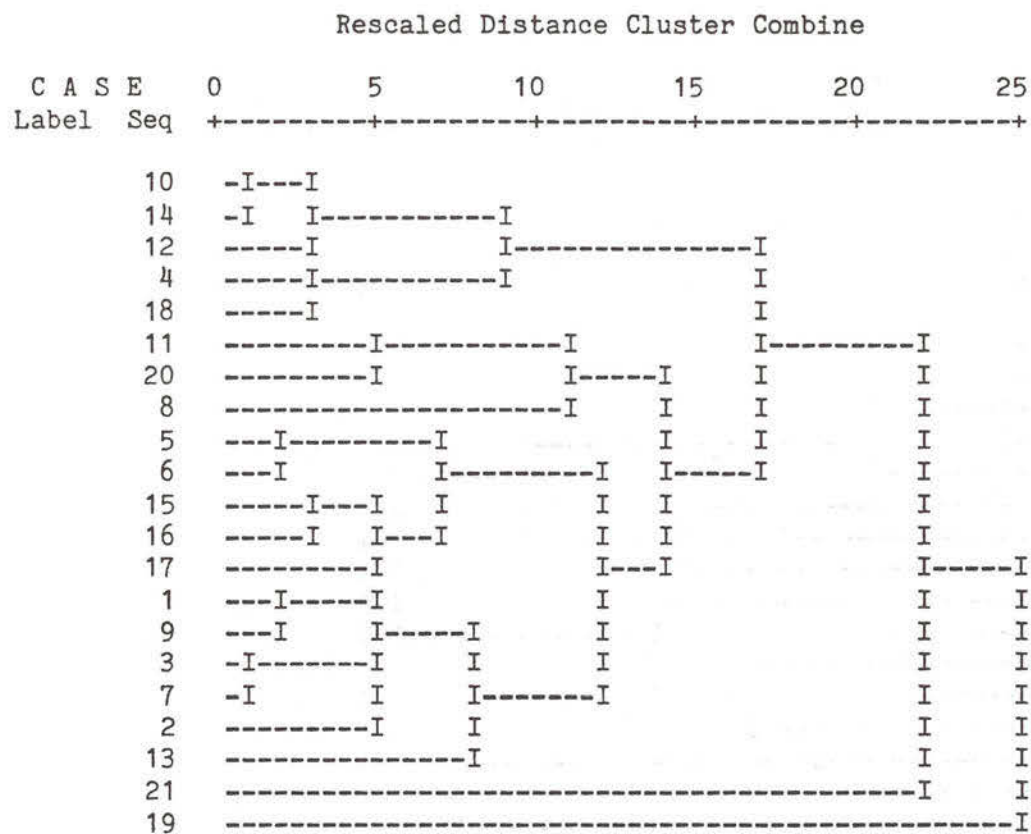 Rescaled Distance Cluster Combine
C A S E 0 5 10 15 20 25
Label Seq +---------+---------+---------+---------+---------+
10 -I----I
14 -I I-----------I
12 -----I I---------------I
4 -----I-----------I I
18 -----I I
11 ---------I-----------I I---------I
20 ---------I I-----I I I
8 ---------------------I I I I
5 ---I---------I I I I
6 ---I I---------I I-----I I
15 -----I---I I I I I
16 -----I I---I I I I
17 ---------I I---I I---------I... I
1 ---I-----I I I I
9 ---I I-----I I I I
3 -I-------I I I I I
7 -I I I-------I I I
2 ---------I I I I
13 ---------------I I I
21 -------------------------------------------I I
19 -------------------------------------------------I